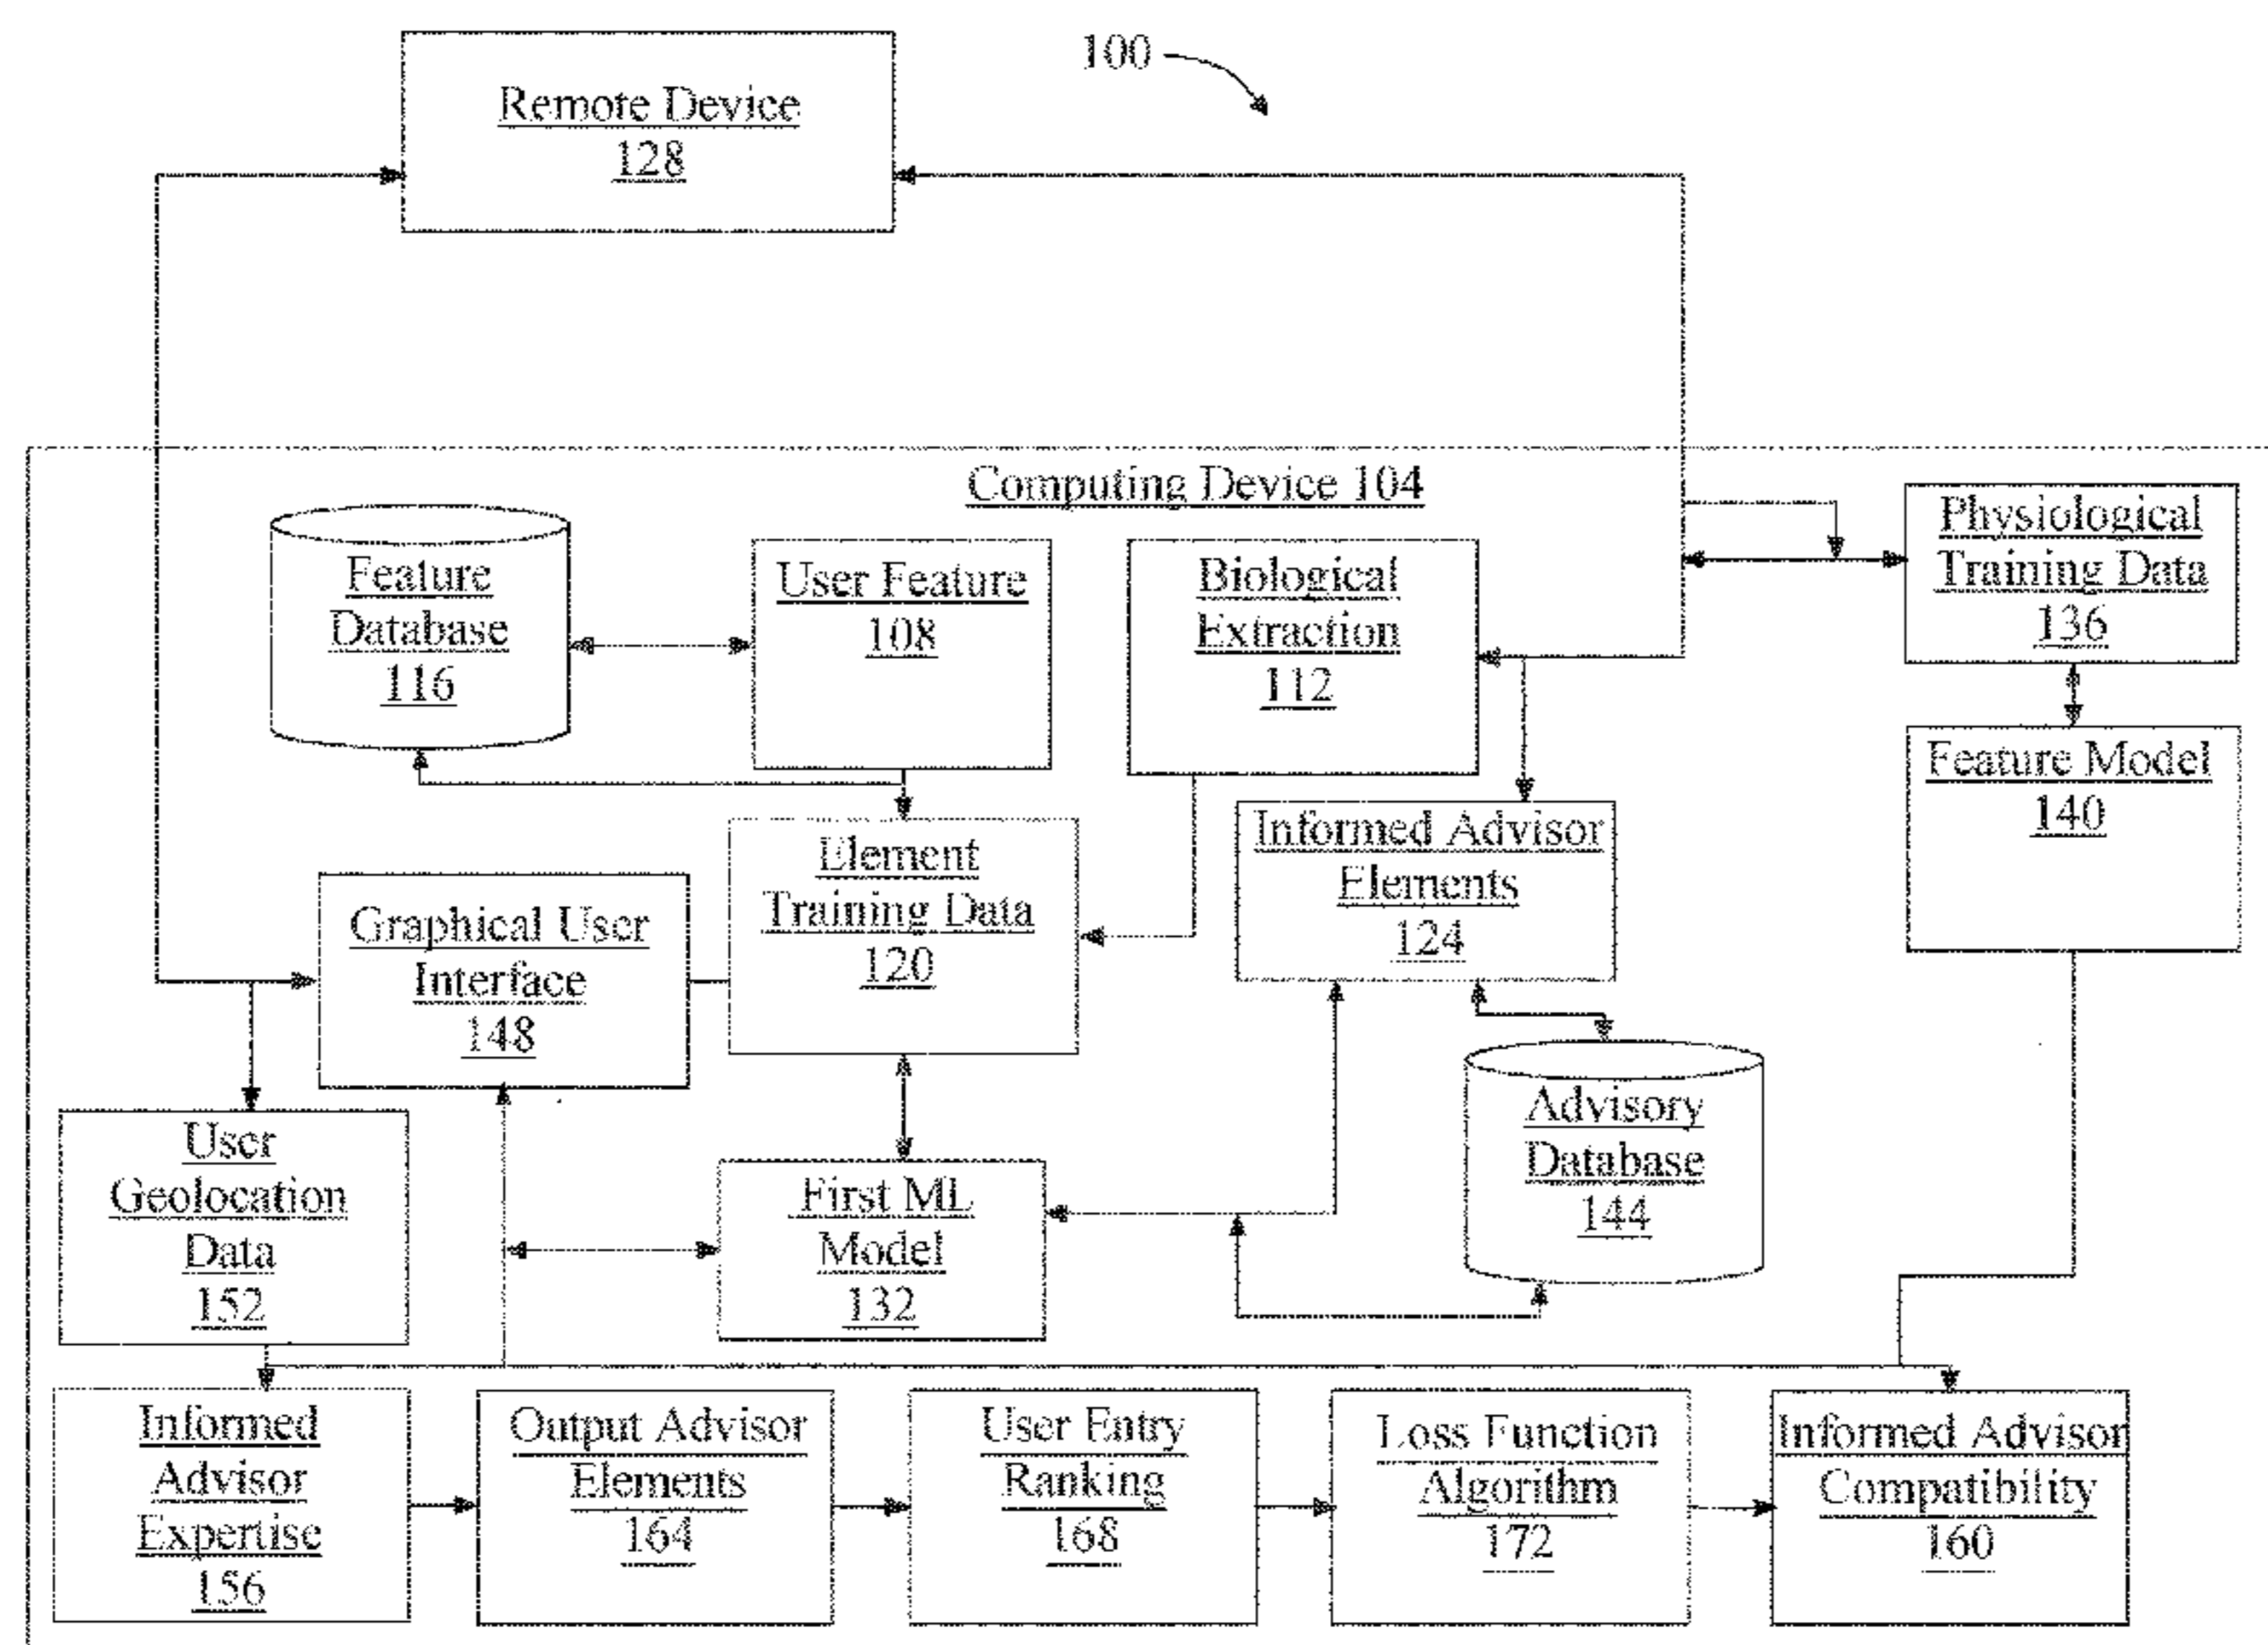 100
Remote Device
128
Computing Device 104
Feature
Database
116
User Feature
108
Biological
Extraction
112
Physiological
Training Data
136
Feature Model
140
Element
Training Data
120
Informed Advisor
Elements
124
Graphical User
Interface
148
Advisory
Database
144
User
Geolocation
Data
152
First ML
Model
132
Informed
Advisor
Expertise
156
Output Advisor
Elements
164
User Entry
Ranking
168
Loss Function
Algorithm
172
Informed Advisor
Compatibility
160